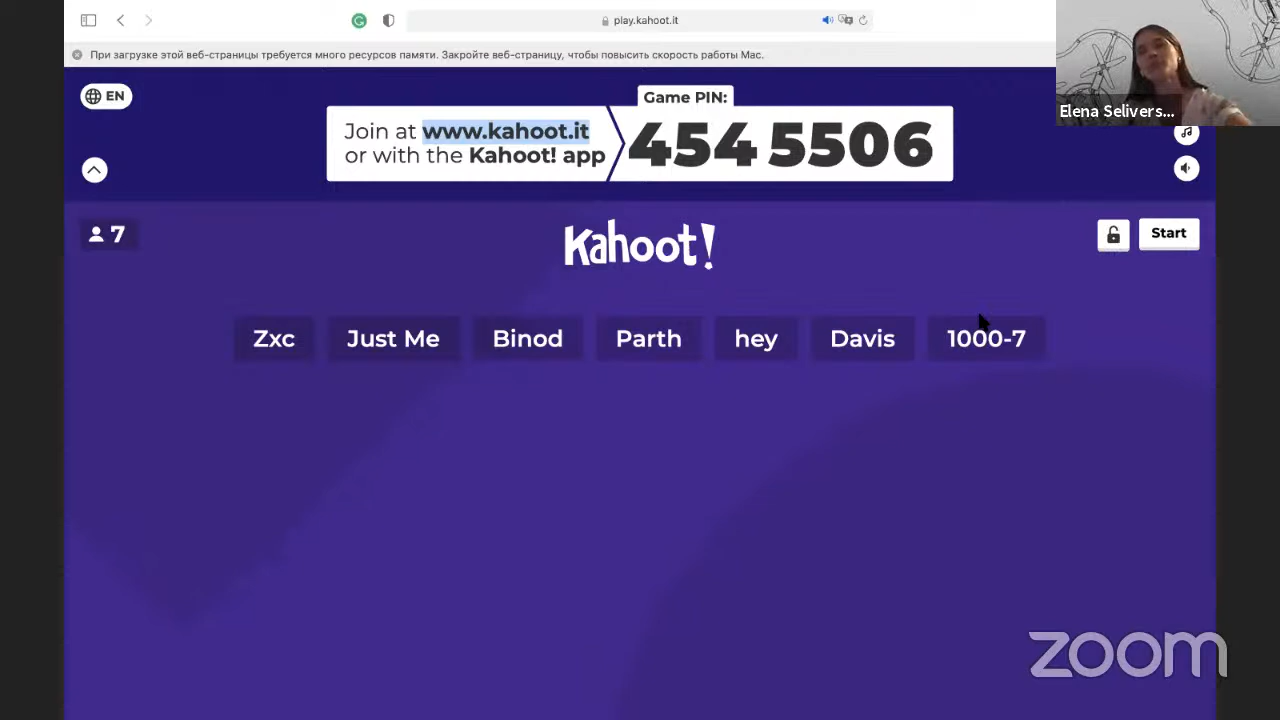 play.kahoot.it
При загрузке этой веб-страницы требуется много ресурсов памяти. Закройте веб-страницу, чтобы повысить скорость работы Mac.
EN
Game PIN:
Join at www.kahoot.it
or with the Kahoot! app
454 5506
Elena Selivers...
7
Kahoot!
Start
Zxc Just Me Binod Parth hey Davis 1000-7
zoom